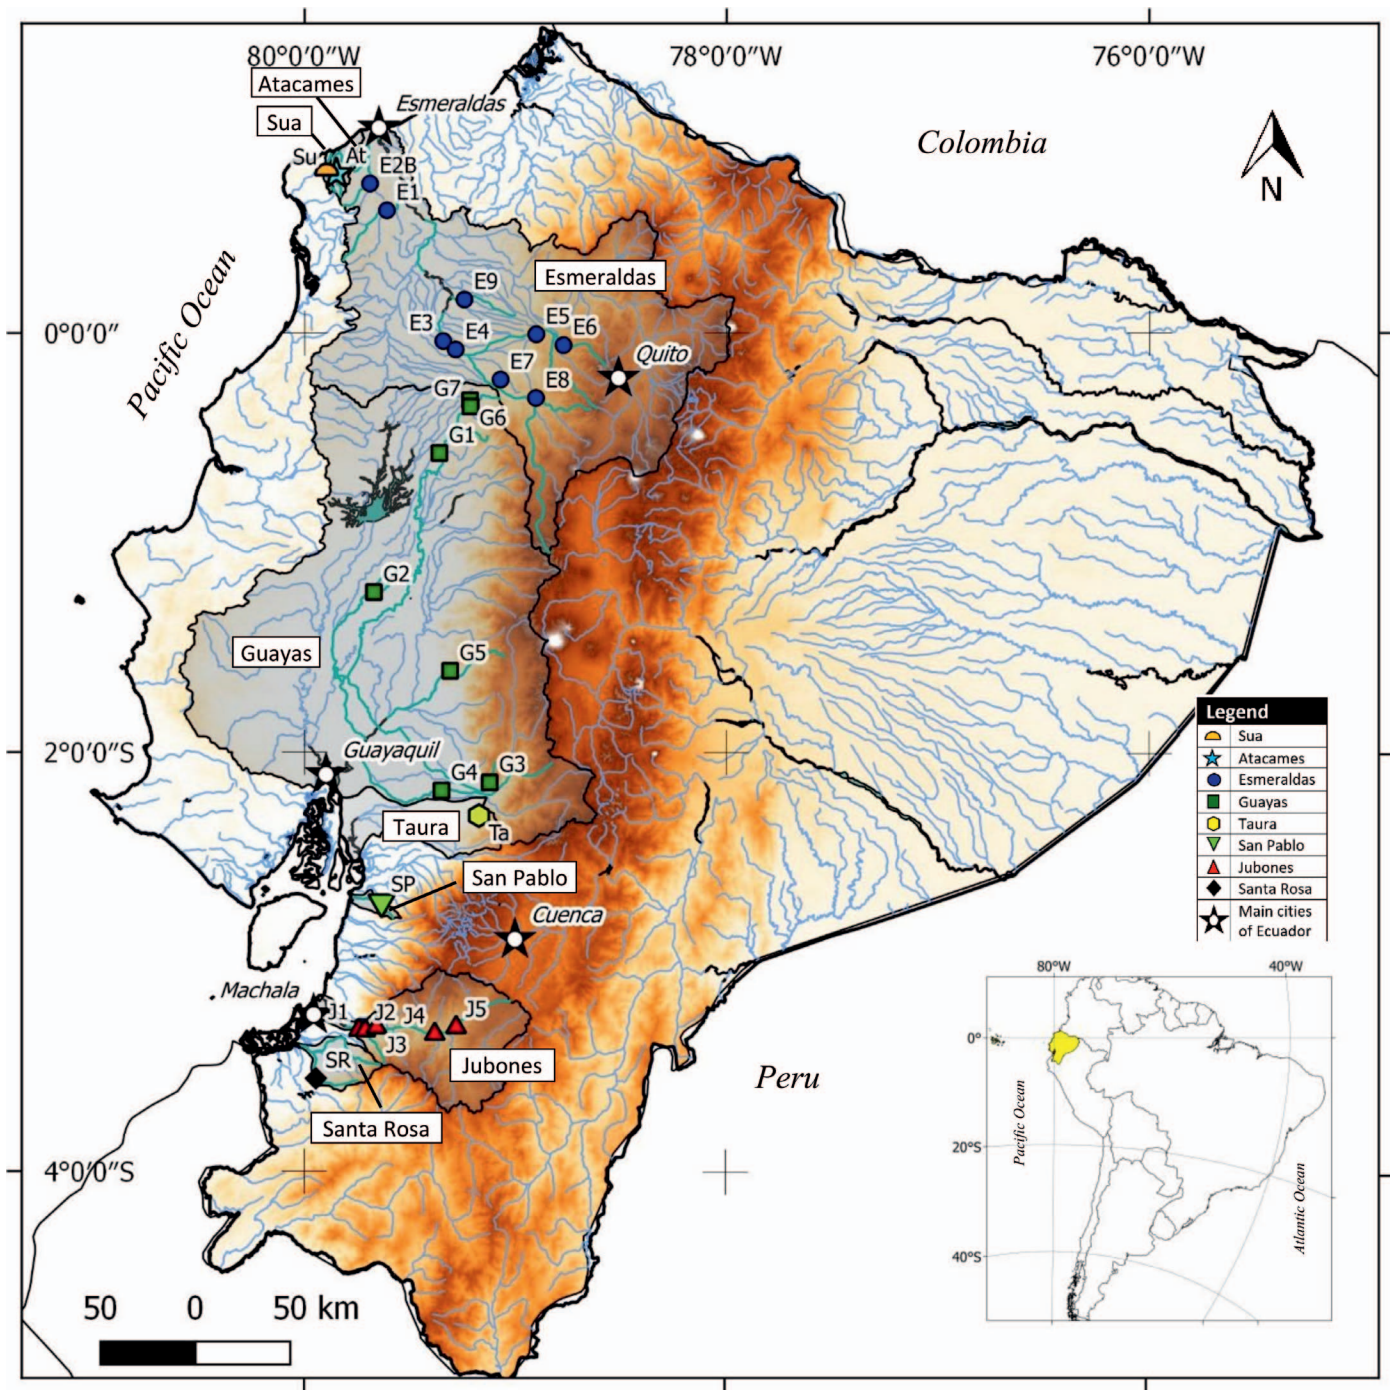 80°0′0″W
78°0′0″W
76°0′0″W
Atacames
Esmeraldas
Sua
Colombia
N
Su
At
E2B
E1
Pacific Ocean
Esmeraldas
E9
0°0′0″
E3
E4
E5
E6
E7
E8
Quito
G7
G6
G1
G2
Guayas
G5
2°0′0″S
Guayaquil
G4
G3
Taura
Ta
SP
San Pablo
Cuenca
Machala
J1
J2
J4
J5
J3
SR
Jubones
Peru
Santa Rosa
4°0′0″S
50 0 50 km
Legend
Sua
Atacames
Esmeraldas
Guayas
Taura
San Pablo
Jubones
Santa Rosa
Main cities
of Ecuador
80°W
40°W
0°
Pacific Ocean
20°S
Atlantic Ocean
40°S